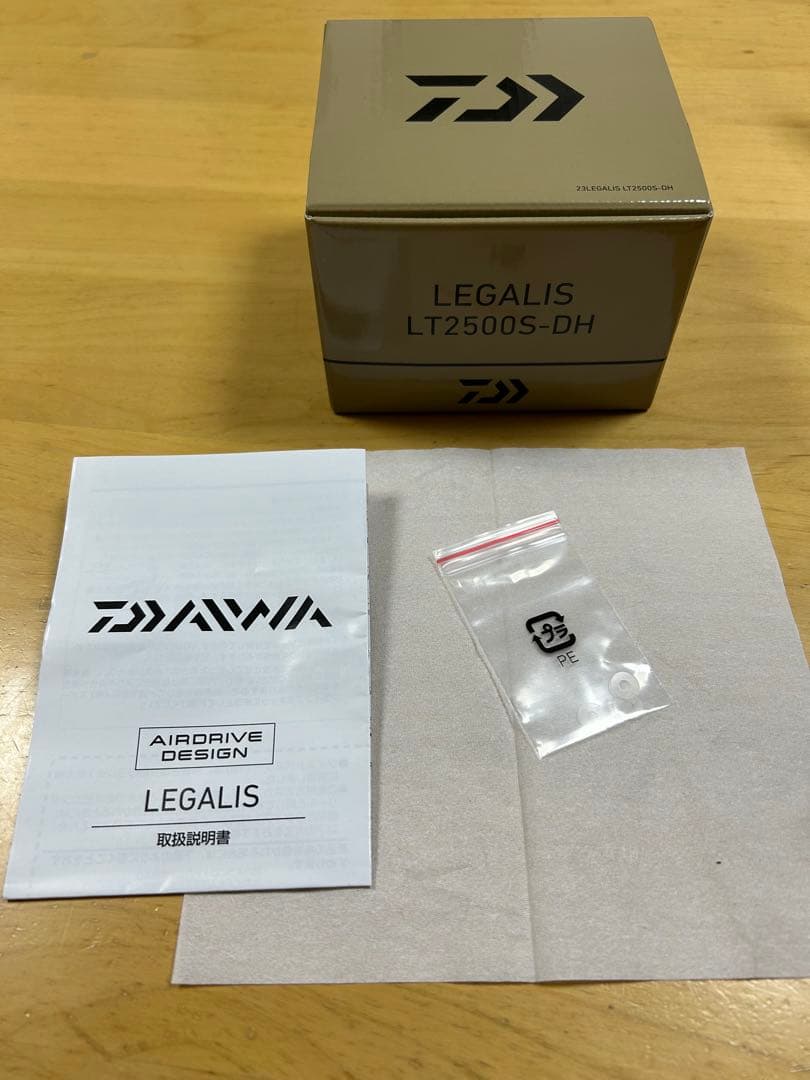 23LEGALIS LT2500S-DH
LEGALIS
LT2500S-DH
DAIWA
AIRDRIVE
DESIGN
LEGALIS
取扱説明書
プラ
PE